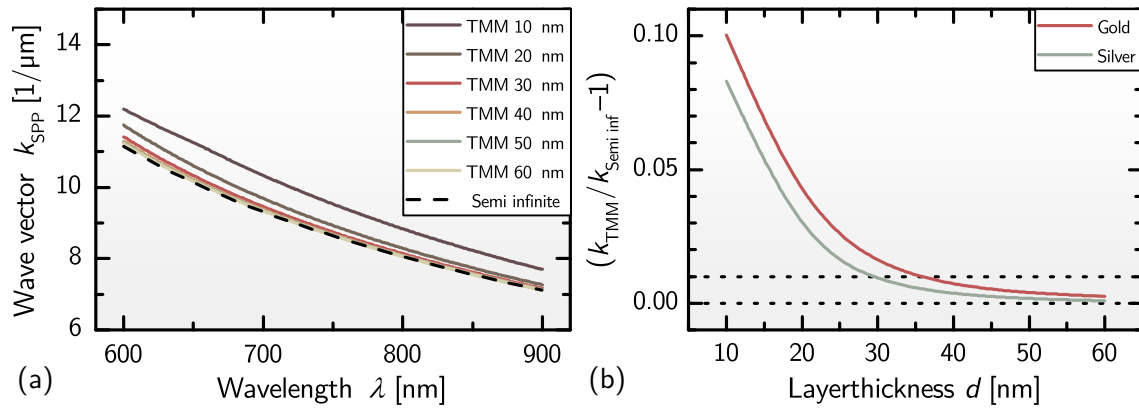 Wave vector k_SPP [1/µm]
14
12
10
8
6
TMM 10 nm
TMM 20 nm
TMM 30 nm
TMM 40 nm
TMM 50 nm
TMM 60 nm
Semi infinite
600 700 800 900
Wavelength λ [nm]
(a)
(k_TMM/k_Semi inf−1)
0.10
0.05
0.00
Gold
Silver
10 20 30 40 50 60
Layerthickness d [nm]
(b)